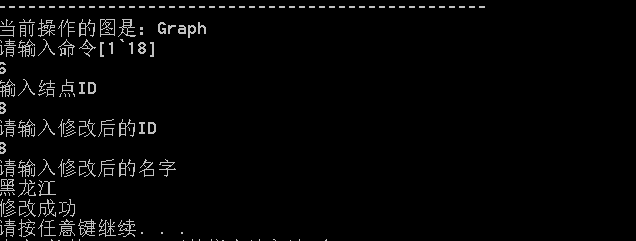 当前操作的图是：Graph
请输入命令[1`18]
6
输入结点ID
8
请输入修改后的ID
8
请输入修改后的名字
黑龙江
修改成功
请按任意键继续. . .